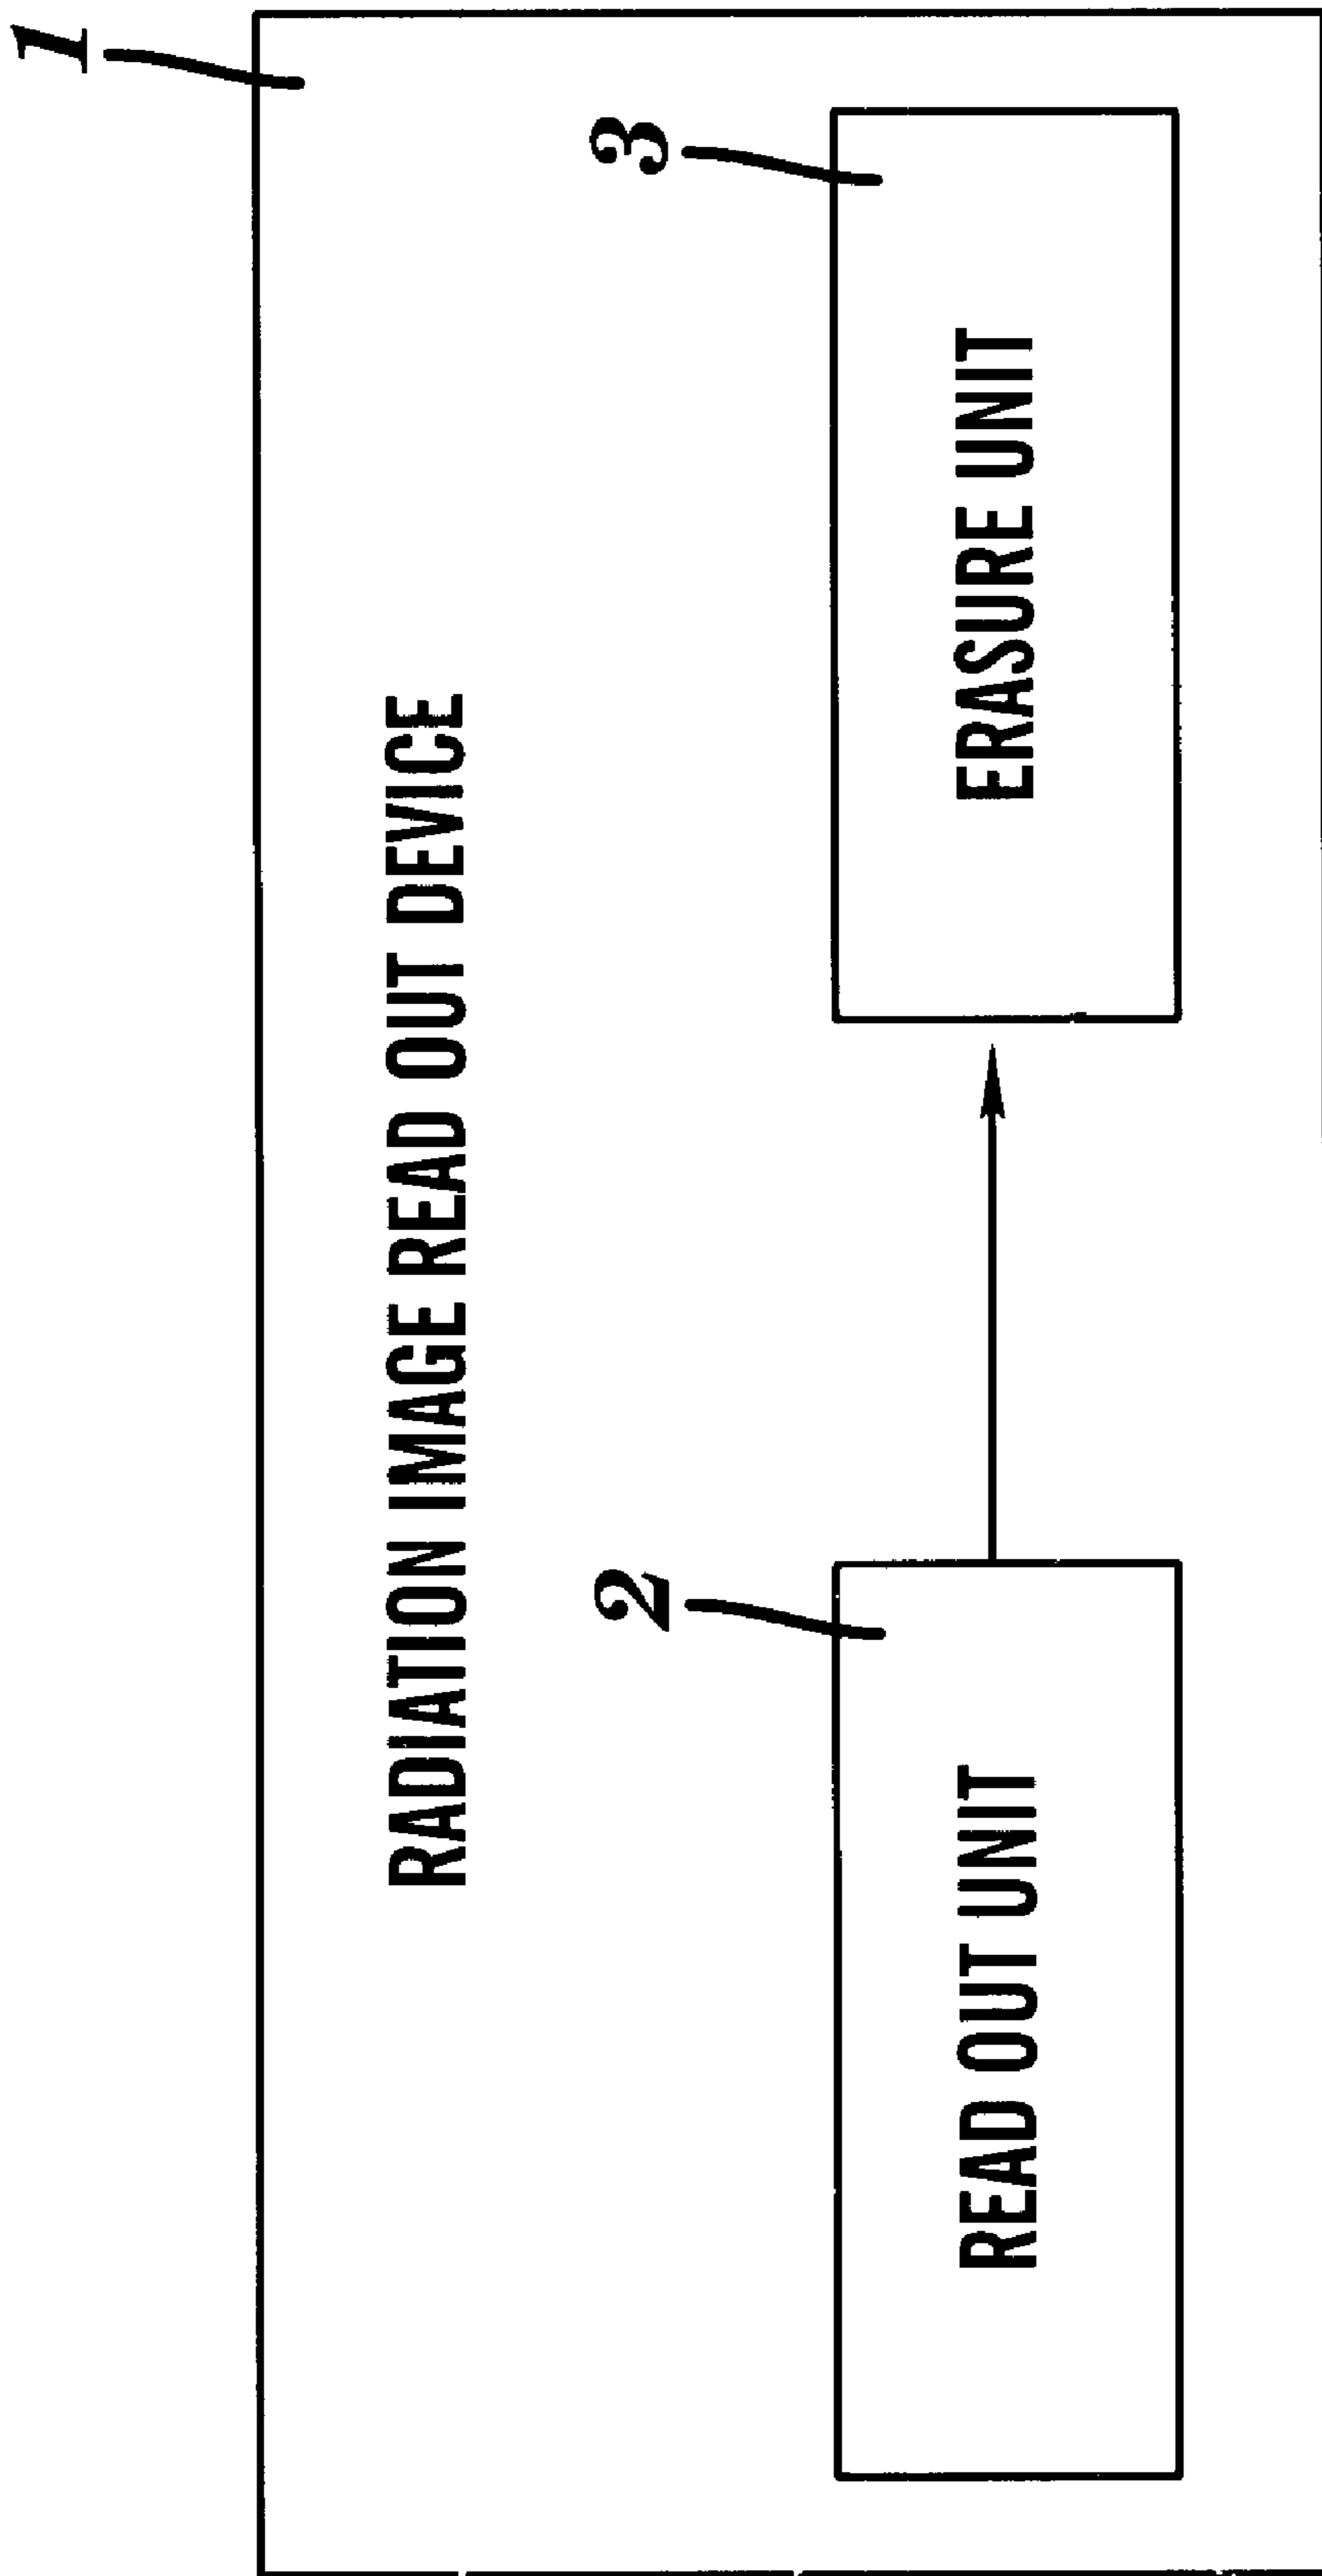 1
RADIATION IMAGE READ OUT DEVICE
2
3
READ OUT UNIT
ERASURE UNIT